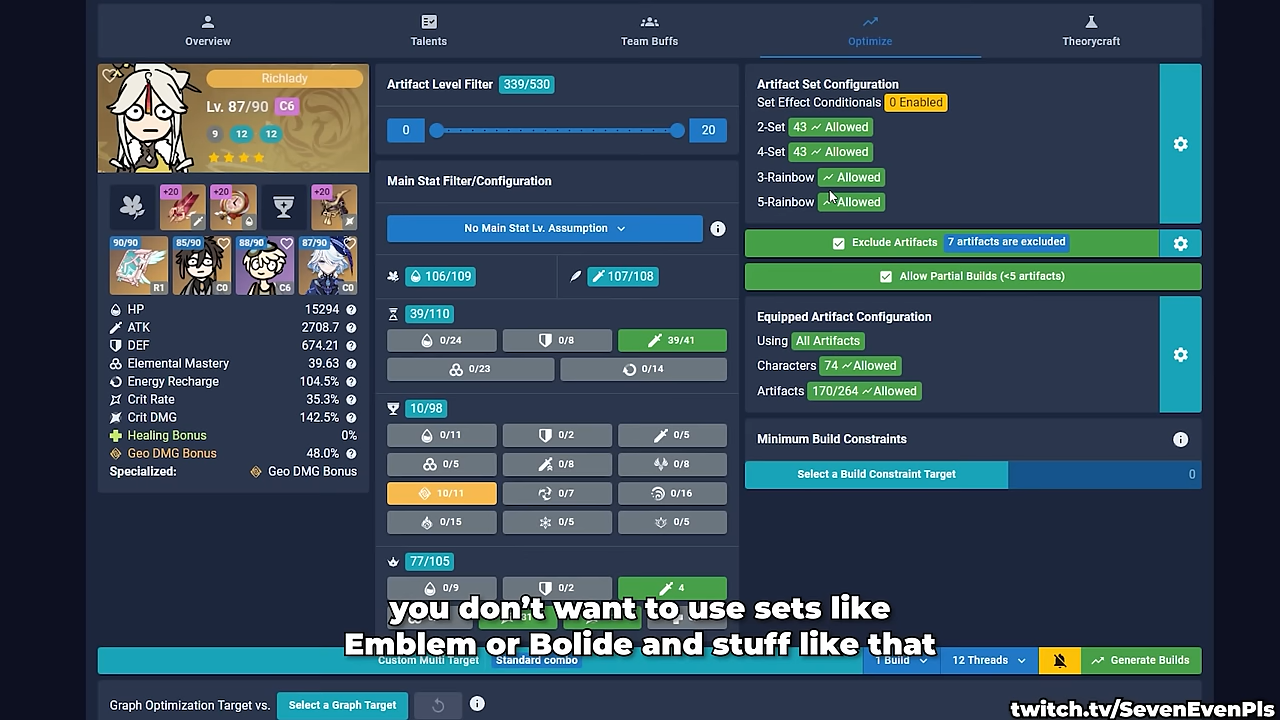 Overview
Talents
Team Buffs
Optimize
Theorycraft
Richlady
Lv. 87/90 C6
9 12 12
+20 +20 +20
90/90 85/90 88/90 87/90
R1 C0 C6 C0
HP 15294
ATK 2708.7
DEF 674.21
Elemental Mastery 39.63
Energy Recharge 104.5%
Crit Rate 35.3%
Crit DMG 142.5%
Healing Bonus 0%
Geo DMG Bonus 48.0%
Specialized: Geo DMG Bonus
Artifact Level Filter 339/530
0 20
Main Stat Filter/Configuration
No Main Stat Lv. Assumption
106/109 107/108
39/110
0/24 0/8 39/41
0/23 0/14
10/98
0/11 0/2 0/5
0/5 0/8 0/8
10/11 0/7 0/16
0/15 0/5 0/5
77/105
0/9 0/2 4
Artifact Set Configuration
Set Effect Conditionals 0 Enabled
2-Set 43 Allowed
4-Set 43 Allowed
3-Rainbow Allowed
5-Rainbow Allowed
Exclude Artifacts 7 artifacts are excluded
Allow Partial Builds (<5 artifacts)
Equipped Artifact Configuration
Using All Artifacts
Characters 74 Allowed
Artifacts 170/264 Allowed
Minimum Build Constraints
Select a Build Constraint Target 0
you don't want to use sets like
Emblem or Bolide and stuff like that
Custom Multi Target Standard combo 1 Build 12 Threads Generate Builds
Graph Optimization Target vs. Select a Graph Target
twitch.tv/SevenEvenPls